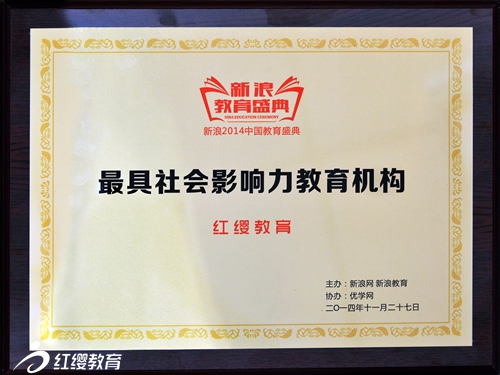 新浪
教育盛典
SINA EDUCATION CEREMONY
新浪2014中国教育盛典
最具社会影响力教育机构
红缨教育
主办：新浪网 新浪教育
协办：优学网
二〇一四年十一月二十七日
红缨教育